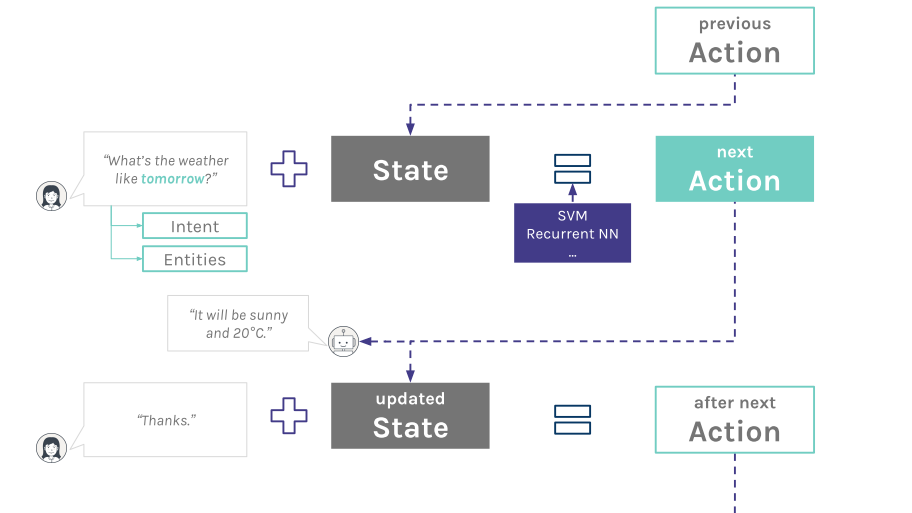 previous
Action
“What’s the weather
like tomorrow?”
State
next
Action
Intent
Entities
SVM
Recurrent NN
...
“It will be sunny
and 20°C.”
“Thanks.”
updated
State
after next
Action